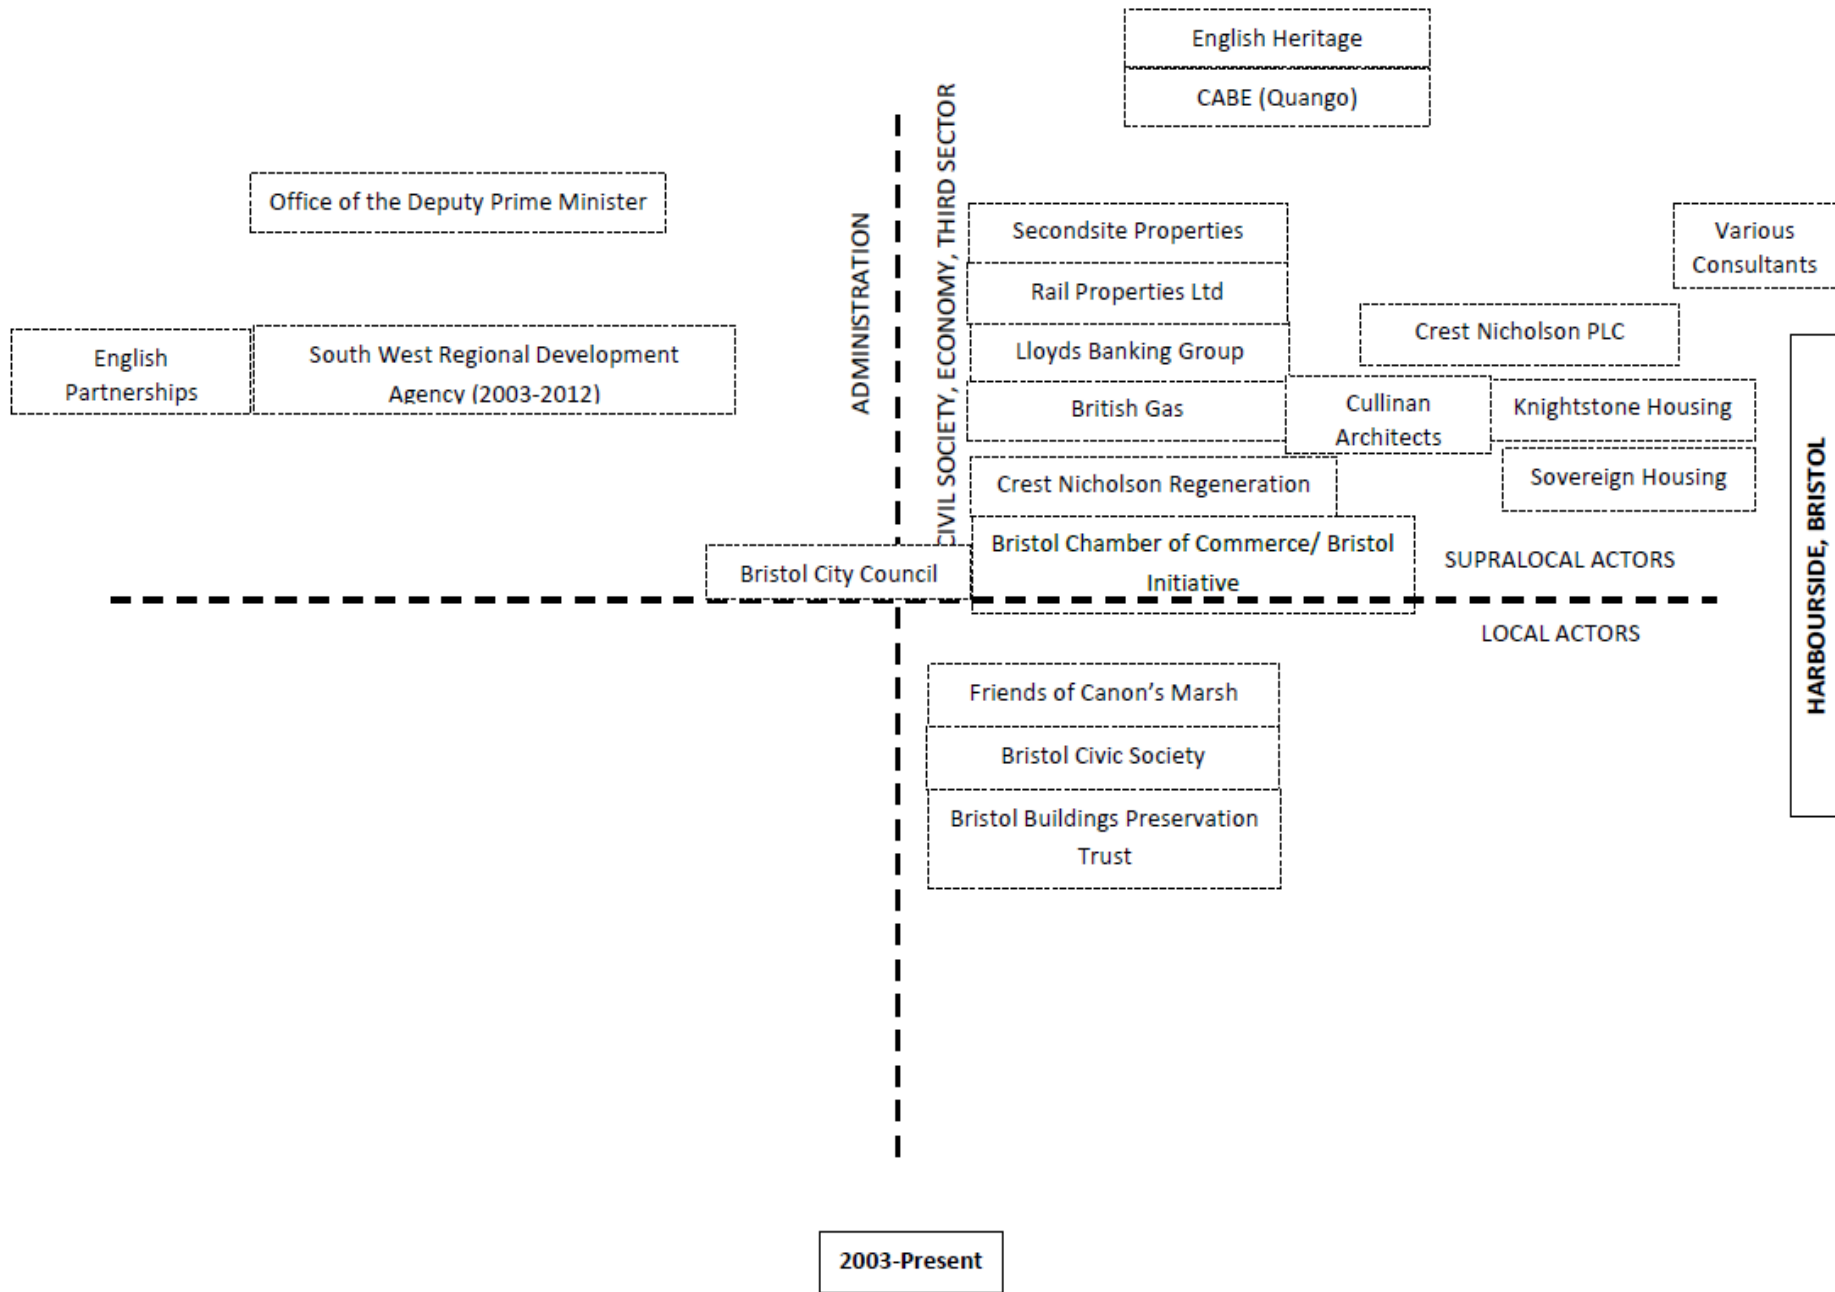 English Heritage
CABE (Quango)
Office of the Deputy Prime Minister
ADMINISTRATION
CIVIL SOCIETY, ECONOMY, THIRD SECTOR
Secondsite Properties
Various
Consultants
Rail Properties Ltd
Crest Nicholson PLC
English
Partnerships
South West Regional Development
Agency (2003-2012)
Lloyds Banking Group
British Gas
Cullinan
Architects
Knightstone Housing
Sovereign Housing
Crest Nicholson Regeneration
Bristol City Council
Bristol Chamber of Commerce/ Bristol
Initiative
SUPRALOCAL ACTORS
LOCAL ACTORS
HARBOURSIDE, BRISTOL
Friends of Canon’s Marsh
Bristol Civic Society
Bristol Buildings Preservation
Trust
2003-Present